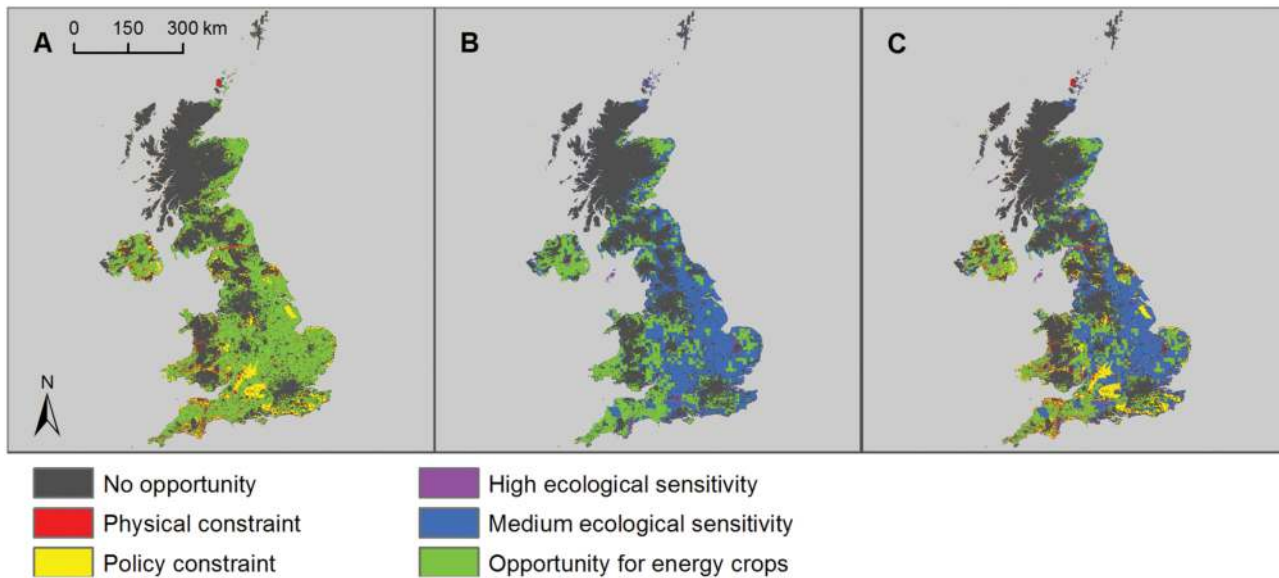 A
0 150 300 km
B
C
N
No opportunity
Physical constraint
Policy constraint
High ecological sensitivity
Medium ecological sensitivity
Opportunity for energy crops